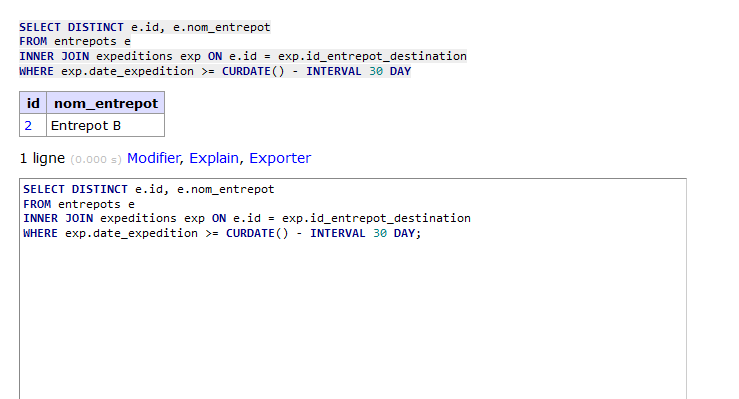 SELECT DISTINCT e.id, e.nom_entrepot
FROM entrepots e
INNER JOIN expeditions exp ON e.id = exp.id_entrepot_destination
WHERE exp.date_expedition >= CURDATE() - INTERVAL 30 DAY
id nom_entrepot
2 Entrepot B
1 ligne (0.000 s) Modifier, Explain, Exporter
SELECT DISTINCT e.id, e.nom_entrepot
FROM entrepots e
INNER JOIN expeditions exp ON e.id = exp.id_entrepot_destination
WHERE exp.date_expedition >= CURDATE() - INTERVAL 30 DAY;